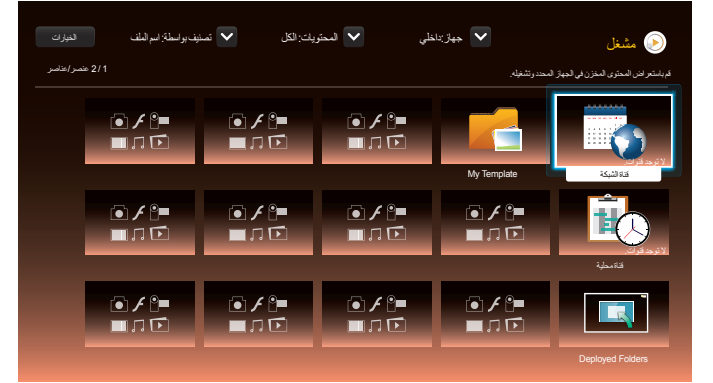 مشغل
جهاز:داخلي
المحتويات: الكل
تصنيف بواسطة: اسم الملف
الخيارات
قم باستعراض المحتوى المخزن في الجهاز المحدد وتشغيله.
1 / 2 عنصر/عناصر
لا توجد قنوات.
قناة الشبكة
My Template
لا توجد قنوات.
قناة محلية
Deployed Folders